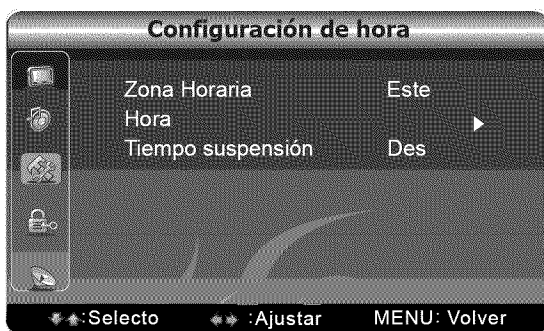 Configuración de hora
Zona Horaria Este
Hora
Tiempo suspensión Des
:Selecto :Ajustar MENU: Volver